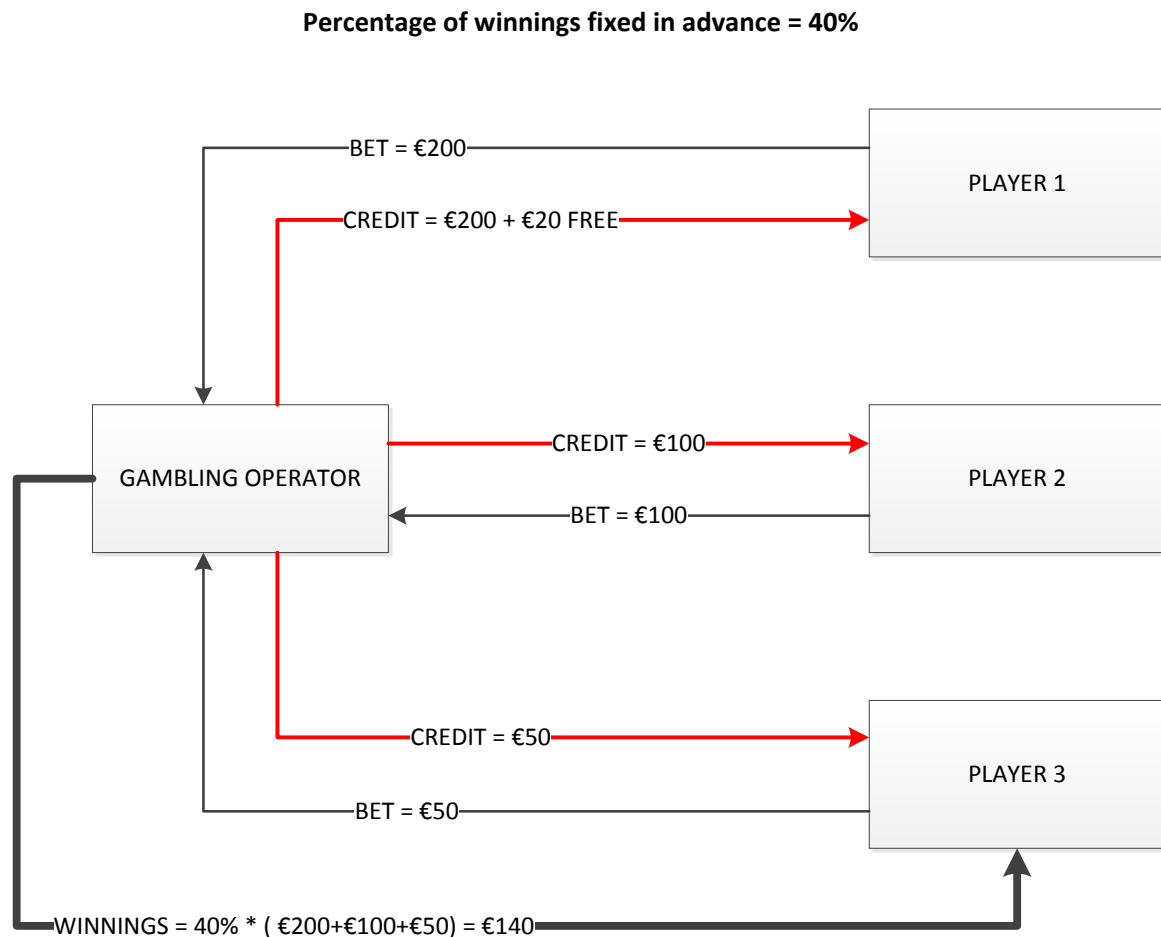 Percentage of winnings fixed in advance = 40%
BET = €200
PLAYER 1
CREDIT = €200 + €20 FREE
CREDIT = €100
GAMBLING OPERATOR
PLAYER 2
BET = €100
CREDIT = €50
PLAYER 3
BET = €50
WINNINGS = 40% * ( €200+€100+€50) = €140